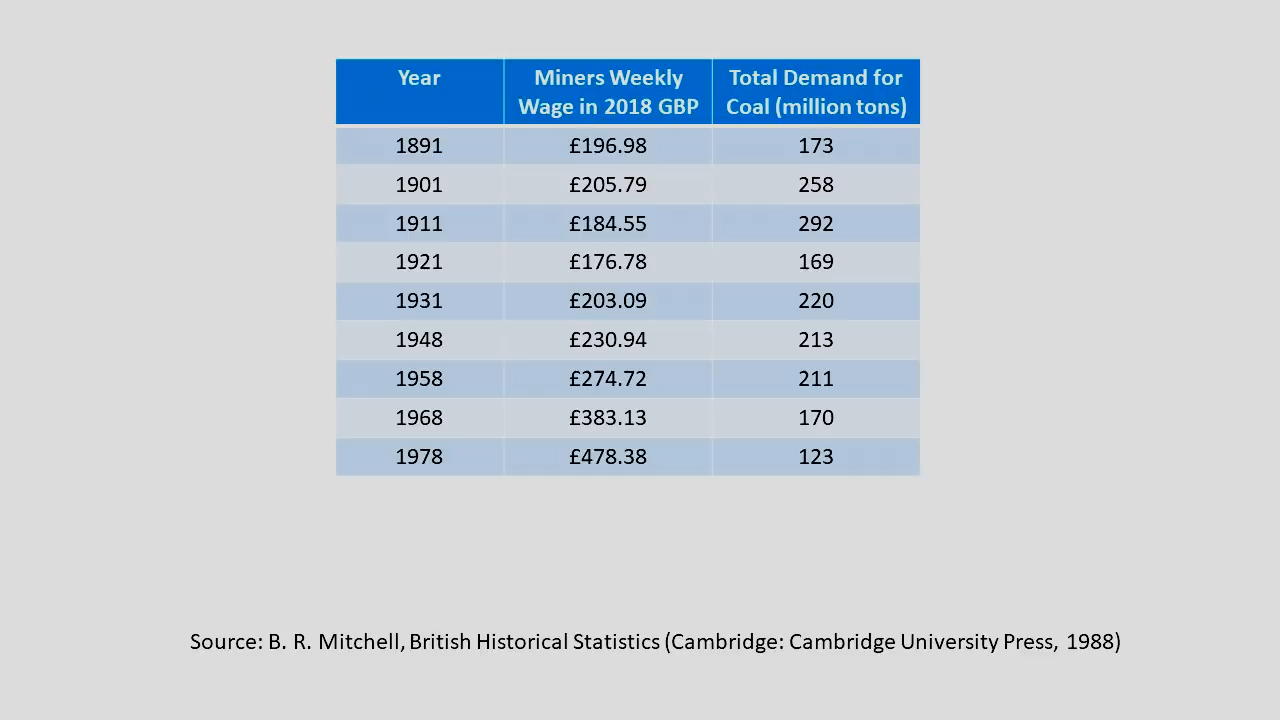 Year Miners Weekly Wage in 2018 GBP Total Demand for Coal (million tons)
1891 £196.98 173
1901 £205.79 258
1911 £184.55 292
1921 £176.78 169
1931 £203.09 220
1948 £230.94 213
1958 £274.72 211
1968 £383.13 170
1978 £478.38 123
Source: B. R. Mitchell, British Historical Statistics (Cambridge: Cambridge University Press, 1988)